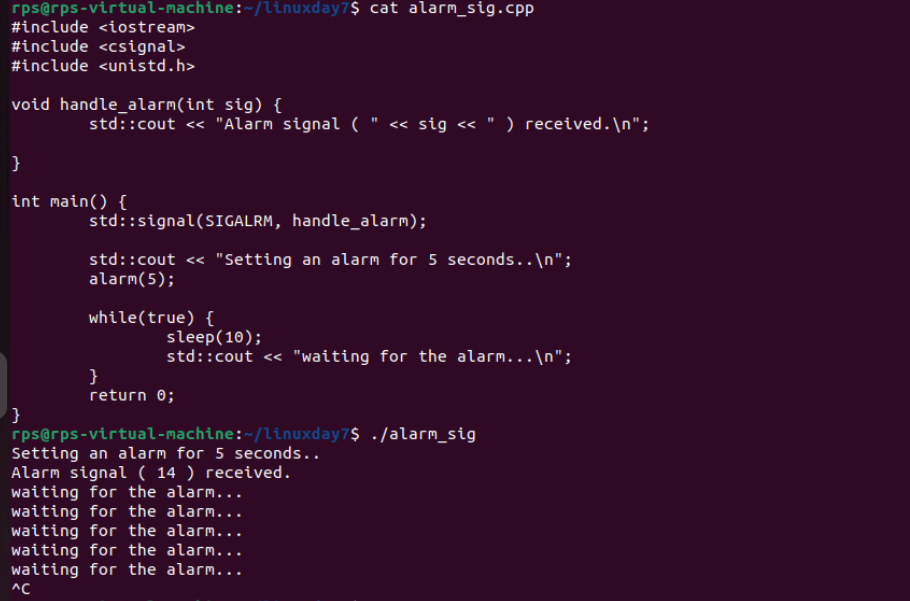 rps@rps-virtual-machine:~/linuxday7$ cat alarm_sig.cpp
#include <iostream>
#include <csignal>
#include <unistd.h>

void handle_alarm(int sig) {
        std::cout << "Alarm signal ( " << sig << " ) received.\n";

}

int main() {
        std::signal(SIGALRM, handle_alarm);

        std::cout << "Setting an alarm for 5 seconds..\n";
        alarm(5);

        while(true) {
                sleep(10);
                std::cout << "waiting for the alarm...\n";
        }
        return 0;
}
rps@rps-virtual-machine:~/linuxday7$ ./alarm_sig
Setting an alarm for 5 seconds..
Alarm signal ( 14 ) received.
waiting for the alarm...
waiting for the alarm...
waiting for the alarm...
waiting for the alarm...
waiting for the alarm...
^C